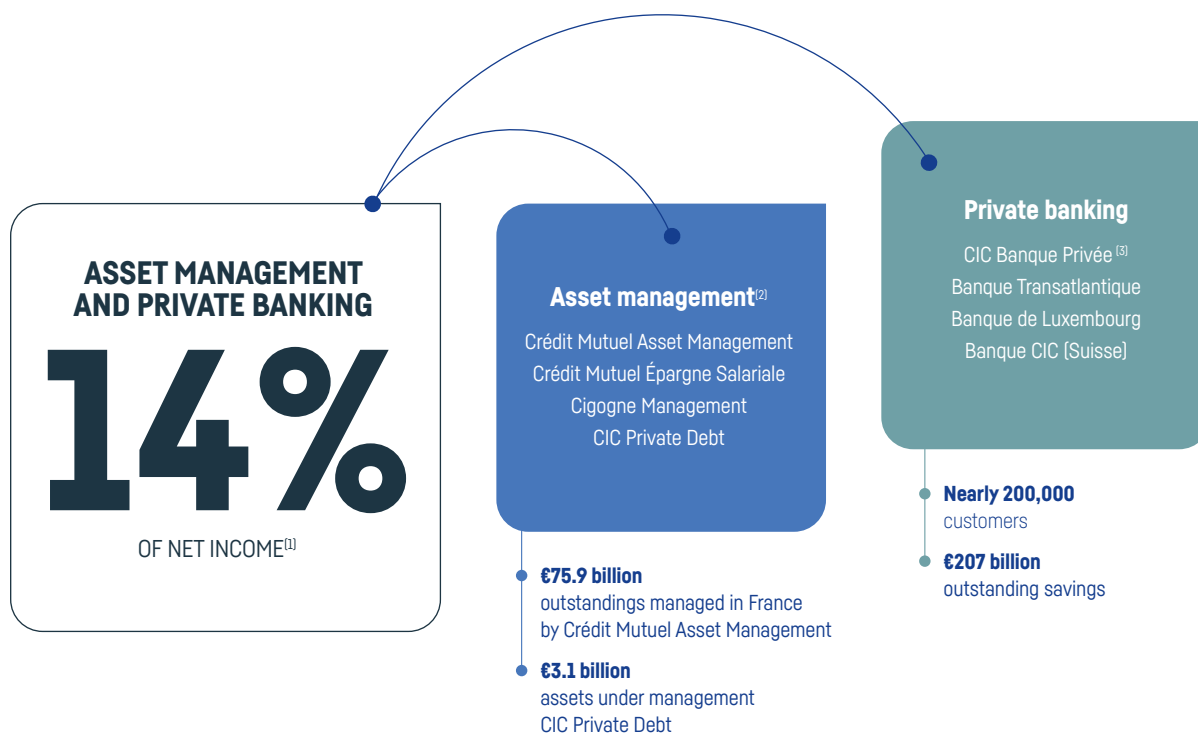 ASSET MANAGEMENT
AND PRIVATE BANKING
14%
OF NET INCOME(1)
Asset management(2)
Crédit Mutuel Asset Management
Crédit Mutuel Épargne Salariale
Cigogne Management
CIC Private Debt
€75.9 billion
outstandings managed in France
by Crédit Mutuel Asset Management
€3.1 billion
assets under management
CIC Private Debt
Private banking
CIC Banque Privée (3)
Banque Transatlantique
Banque de Luxembourg
Banque CIC (Suisse)
Nearly 200,000
customers
€207 billion
outstanding savings